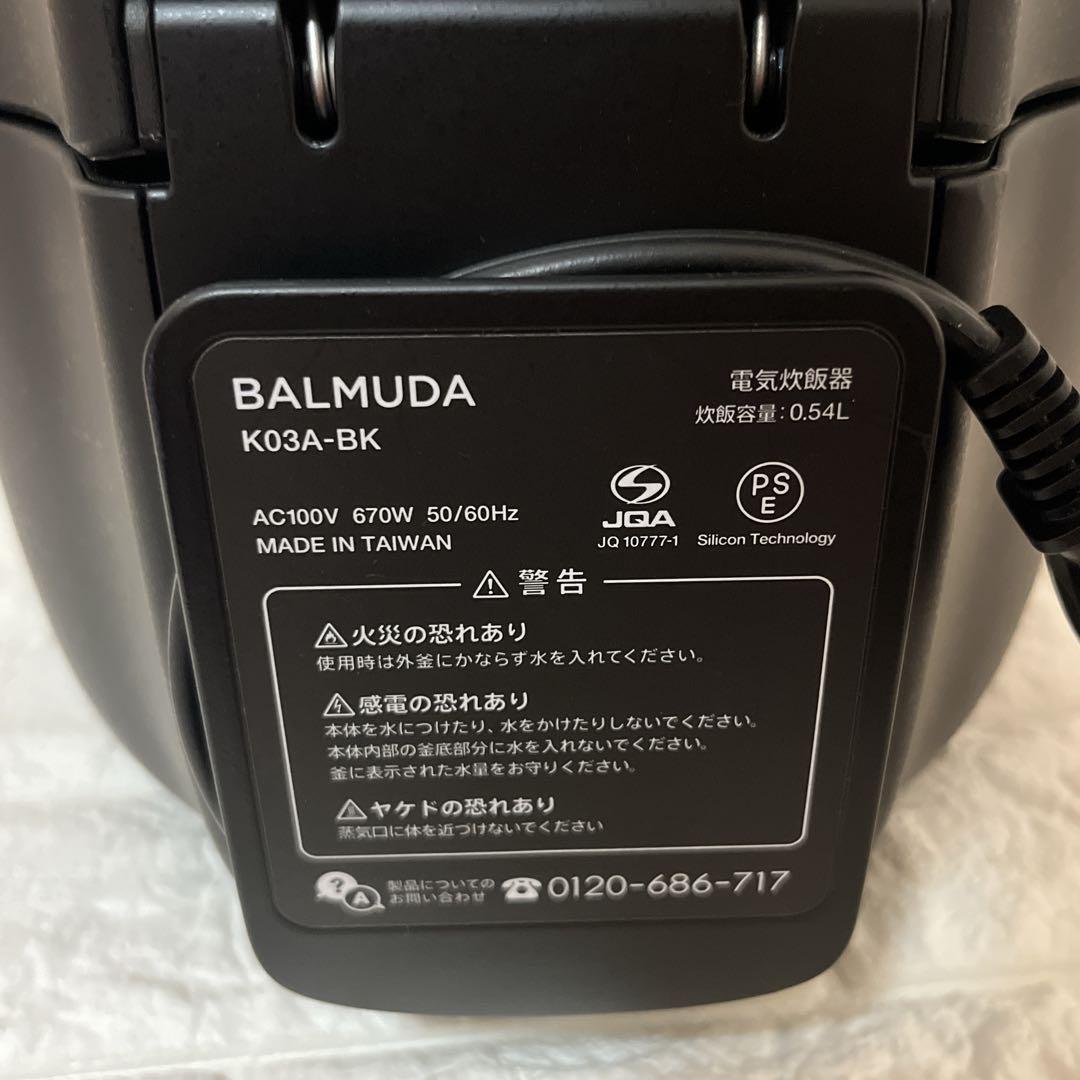 BALMUDA
K03A-BK
電気炊飯器
炊飯容量：0.54L
AC100V 670W 50/60Hz
MADE IN TAIWAN
JQA
JQ 10777-1
PSE
Silicon Technology
警告
火災の恐れあり
使用時は外釜にかならず水を入れてください。
感電の恐れあり
本体を水につけたり、水をかけたりしないでください。
本体内部の釜底部分に水を入れないでください。
釜に表示された水量をお守りください。
ヤケドの恐れあり
蒸気口に体を近づけないでください
?
A
製品についての
お問い合わせ
0120-686-717